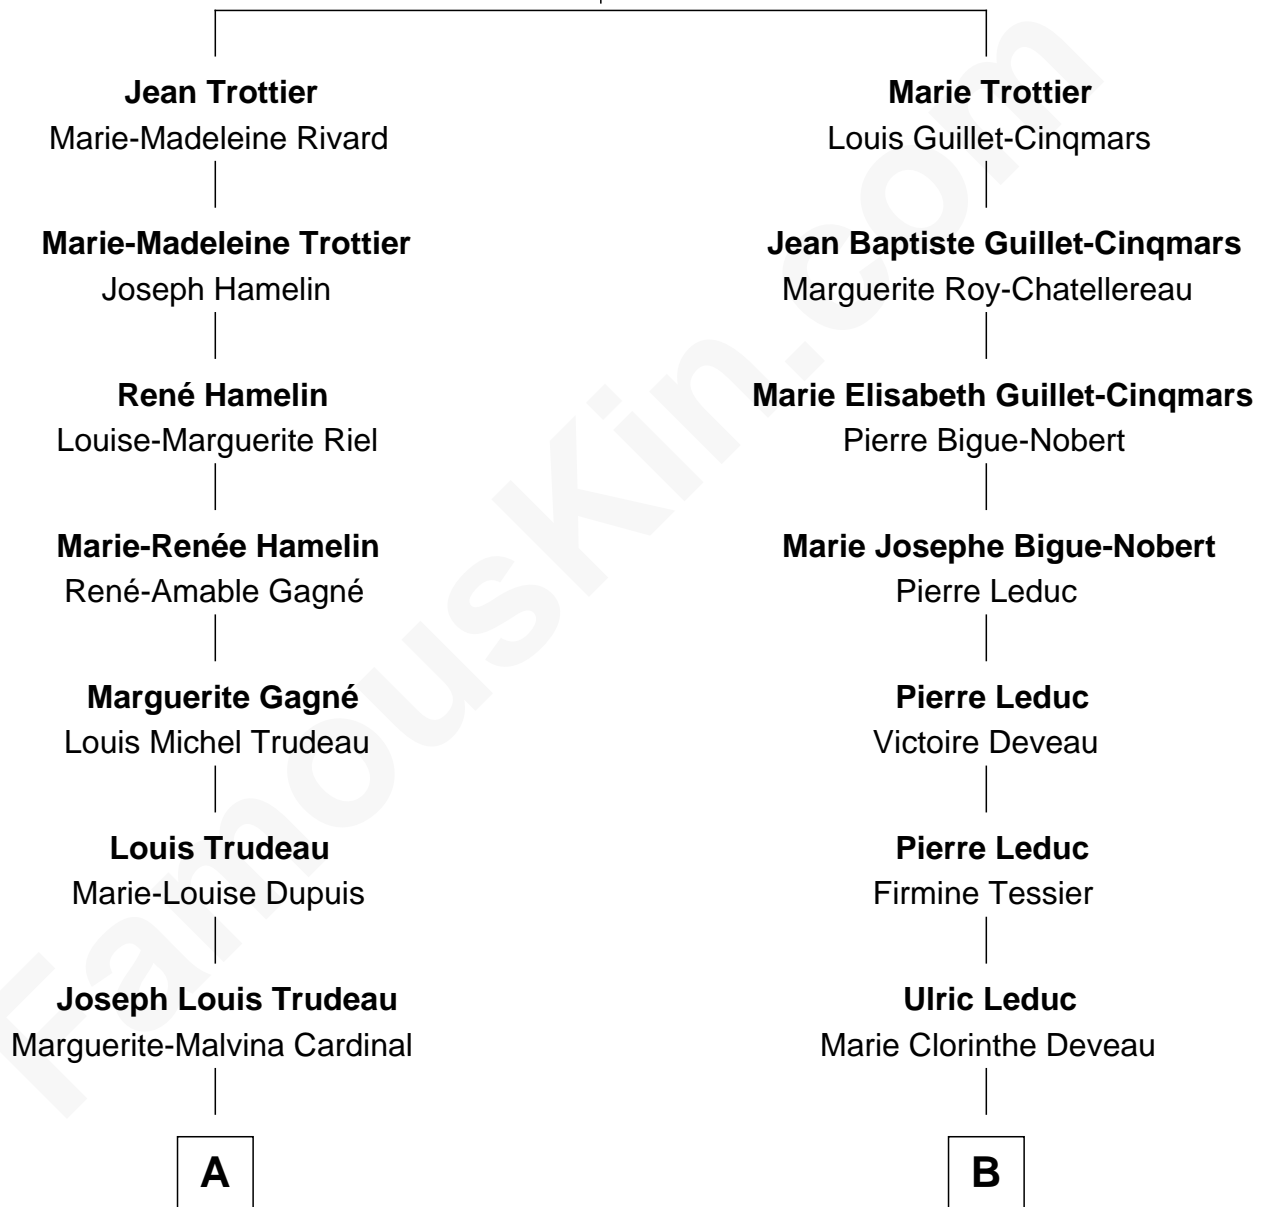 Jean Trottier
Marie-Madeleine Rivard
Marie-Madeleine Trottier
Joseph Hamelin
René Hamelin
Louise-Marguerite Riel
Marie-Renée Hamelin
René-Amable Gagné
Marguerite Gagné
Louis Michel Trudeau
Louis Trudeau
Marie-Louise Dupuis
Joseph Louis Trudeau
Marguerite-Malvina Cardinal
A
Marie Trottier
Louis Guillet-Cinqmars
Jean Baptiste Guillet-Cinqmars
Marguerite Roy-Chatellereau
Marie Elisabeth Guillet-Cinqmars
Pierre Bigue-Nobert
Marie Josephe Bigue-Nobert
Pierre Leduc
Pierre Leduc
Victoire Deveau
Pierre Leduc
Firmine Tessier
Ulric Leduc
Marie Clorinthe Deveau
B
FamousKin.com